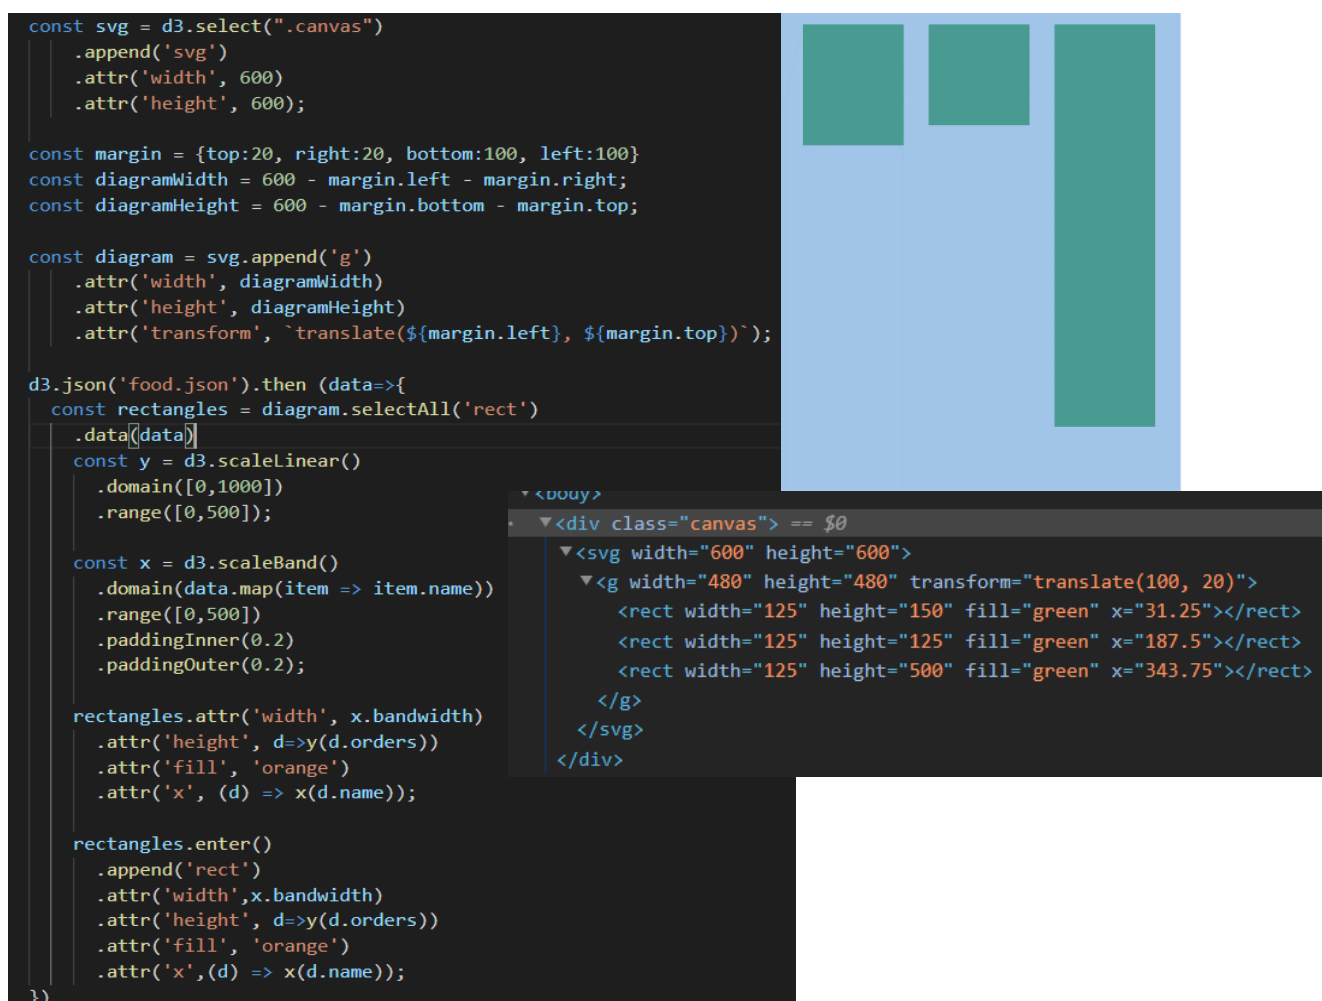 const svg = d3.select(".canvas")
.append('svg')
.attr('width', 600)
.attr('height', 600);
const margin = {top:20, right:20, bottom:100, left:100}
const diagramWidth = 600 - margin.left - margin.right;
const diagramHeight = 600 - margin.bottom - margin.top;
const diagram = svg.append('g')
.attr('width', diagramWidth)
.attr('height', diagramHeight)
.attr('transform', `translate(${margin.left}, ${margin.top})`);
d3.json('food.json').then (data=>{
const rectangles = diagram.selectAll('rect')
.data(data)
const y = d3.scaleLinear()
.domain([0,1000])
.range([0,500]);
const x = d3.scaleBand()
.domain(data.map(item => item.name))
.range([0,500])
.paddingInner(0.2)
.paddingOuter(0.2);
rectangles.attr('width', x.bandwidth)
.attr('height', d=>y(d.orders))
.attr('fill', 'orange')
.attr('x', (d) => x(d.name));
rectangles.enter()
.append('rect')
.attr('width',x.bandwidth)
.attr('height', d=>y(d.orders))
.attr('fill', 'orange')
.attr('x',(d) => x(d.name));
})
<body>
<div class="canvas"> == $0
<svg width="600" height="600">
<g width="480" height="480" transform="translate(100, 20)">
<rect width="125" height="150" fill="green" x="31.25"></rect>
<rect width="125" height="125" fill="green" x="187.5"></rect>
<rect width="125" height="500" fill="green" x="343.75"></rect>
</g>
</svg>
</div>